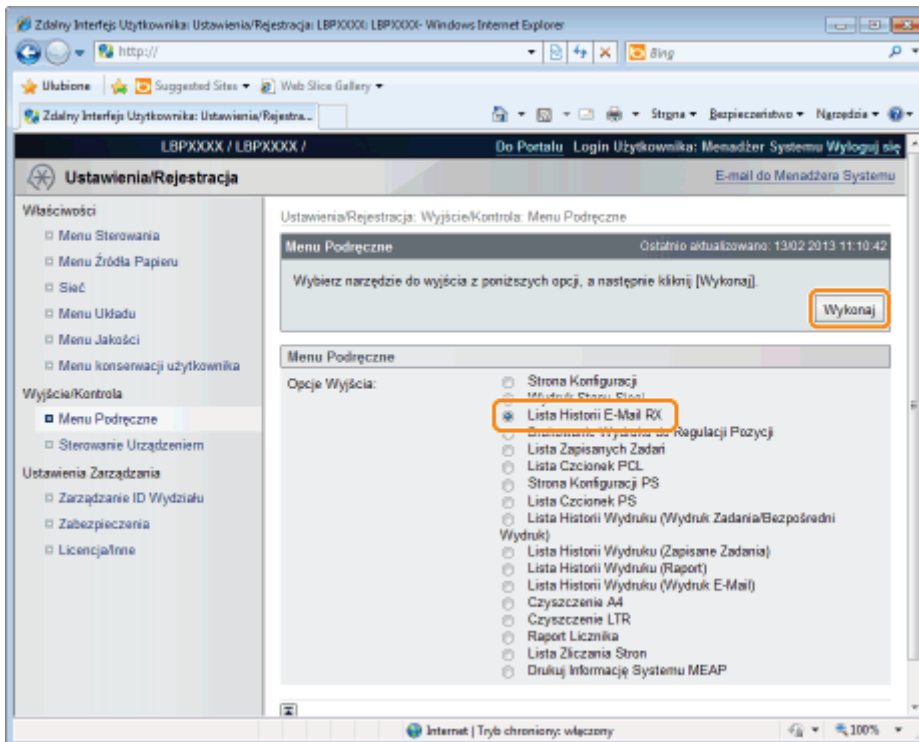 Zdalny Interfejs Użytkownika: Ustawienia/Rejestracja: LBPXXXX: LBPXXXX- Windows Internet Explorer
http://
Bing
Ulubione Suggested Sites Web Slice Gallery
Zdalny Interfejs Użytkownika: Ustawienia/Rejestra... Strona Bezpieczeństwo Narzędzia
LBPXXXX / LBPXXXX / Do Portalu Login Użytkownika: Menadżer Systemu Wyloguj się
Ustawienia/Rejestracja E-mail do Menadżera Systemu
Właściwości
Menu Sterowania
Menu Źródła Papieru
Sieć
Menu Układu
Menu Jakości
Menu konserwacji użytkownika
Wyjście/Kontrola
Menu Podręczne
Sterowanie Urządzeniem
Ustawienia Zarządzania
Zarządzanie ID Wydziału
Zabezpieczenia
Licencja/Inne
Ustawienia/Rejestracja: Wyjście/Kontrola: Menu Podręczne
Menu Podręczne Ostatnio aktualizowano: 13/02 2013 11:10:42
Wybierz narzędzie do wyjścia z poniższych opcji, a następnie kliknij [Wykonaj].
Wykonaj
Menu Podręczne
Opcje Wyjścia:
Strona Konfiguracji
Wydruk Stanu Sieci
Lista Historii E-Mail RX
Drukowanie Wydruku do Regulacji Pozycji
Lista Zapisanych Zadań
Lista Czcionek PCL
Strona Konfiguracji PS
Lista Czcionek PS
Lista Historii Wydruku (Wydruk Zadania/Bezpośredni
Wydruk)
Lista Historii Wydruku (Zapisane Zadania)
Lista Historii Wydruku (Raport)
Lista Historii Wydruku (Wydruk E-Mail)
Czyszczenie A4
Czyszczenie LTR
Raport Licznika
Lista Zliczania Stron
Drukuj Informację Systemu MEAP
Internet | Tryb chroniony: włączony 100%